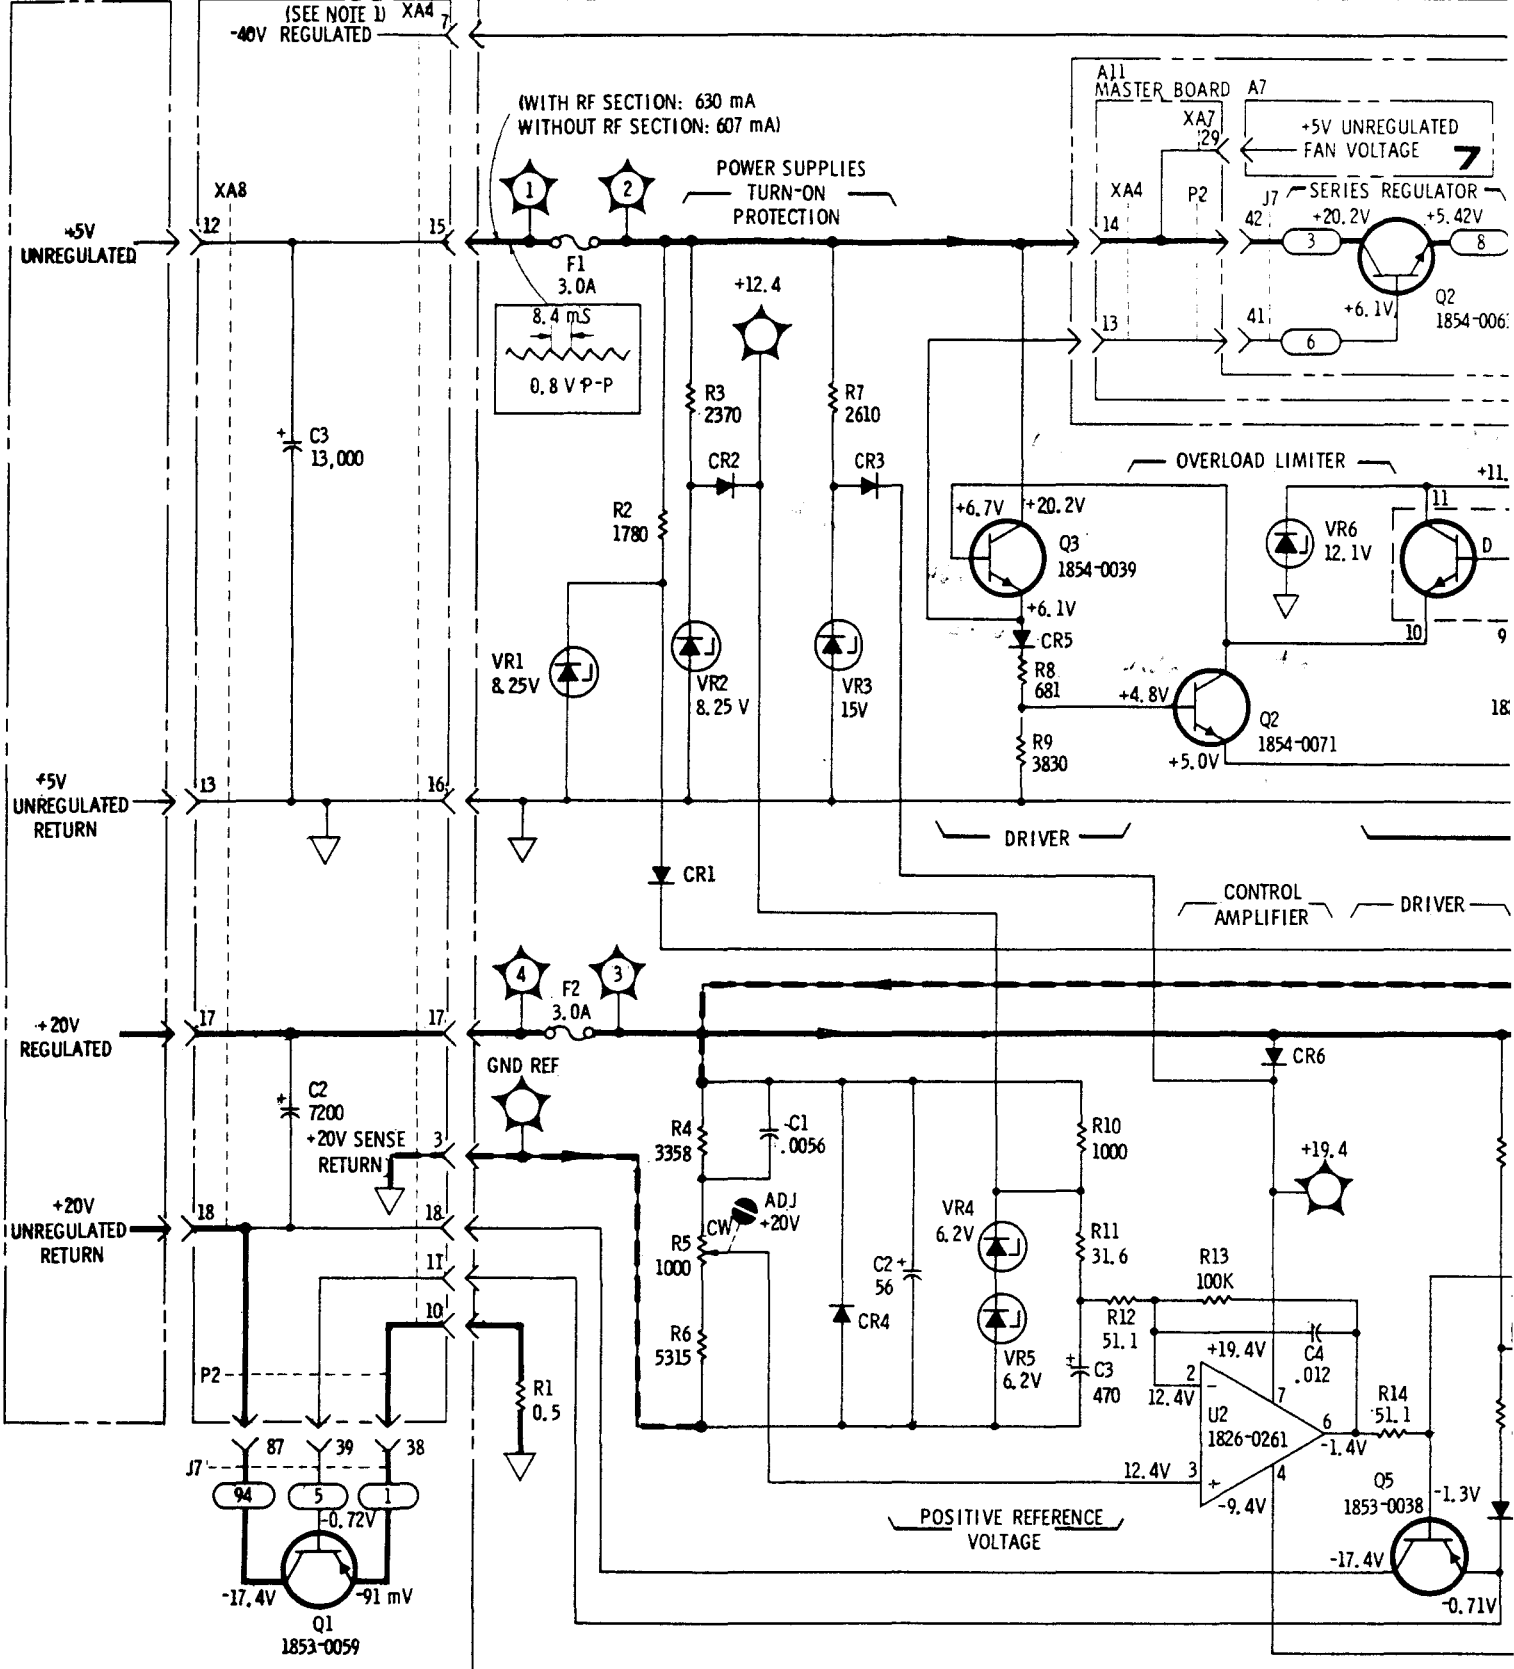 (SEE NOTE 1) XA4 7
-40V REGULATED
(WITH RF SECTION: 630 mA
WITHOUT RF SECTION: 607 mA)
A11
MASTER BOARD A7
XA7
29
+5V UNREGULATED
FAN VOLTAGE 7
1 2
POWER SUPPLIES
TURN-ON
PROTECTION
XA8
XA4 P2 J7
SERIES REGULATOR
+20.2V +5.42V
12 15 14 42 3 8
+5V
UNREGULATED
F1
3.0A
+12.4
Q2
+6.1V
8.4 mS
13 41 6
0.8 V P-P
R3
2370
R7
2610
C3
13,000
CR2 CR3
OVERLOAD LIMITER
+11.
11
+6.7V +20.2V
R2
1780
Q3
1854-0039
VR6
12.1V
D
+6.1V
10 9
CR5
VR1
8.25V
VR2
8.25 V
VR3
15V
R8
681
+4.8V
Q2
1854-0071
R9
3830
+5.0V
+5V
UNREGULATED
RETURN
13 16
DRIVER
CR1
CONTROL
AMPLIFIER
DRIVER
4 3
F2
3.0A
+20V
REGULATED
17 17
GND REF
CR6
C2
7200
+20V SENSE
RETURN
3
R4
3358
C1
.0056
R10
1000
+19.4
+20V
UNREGULATED
RETURN
18 18
ADJ
+20V
CW
VR4
6.2V
R5
1000
R11
31.6
11
C2
56
R13
100K
10
CR4
R12
51.1
R6
5315
VR5
6.2V
+19.4V
C4
.012
C3
470
P2
R1
0.5
2
12.4V
7
U2
1826-0261
R14
51.1
6
-1.4V
87 39 38
J7
94 5 1
12.4V 3
4
-9.4V
Q5
1853-0038
-1.3V
-0.72V
POSITIVE REFERENCE
VOLTAGE
-17.4V
-17.4V -91 mV
-0.71V
Q1
1853-0059